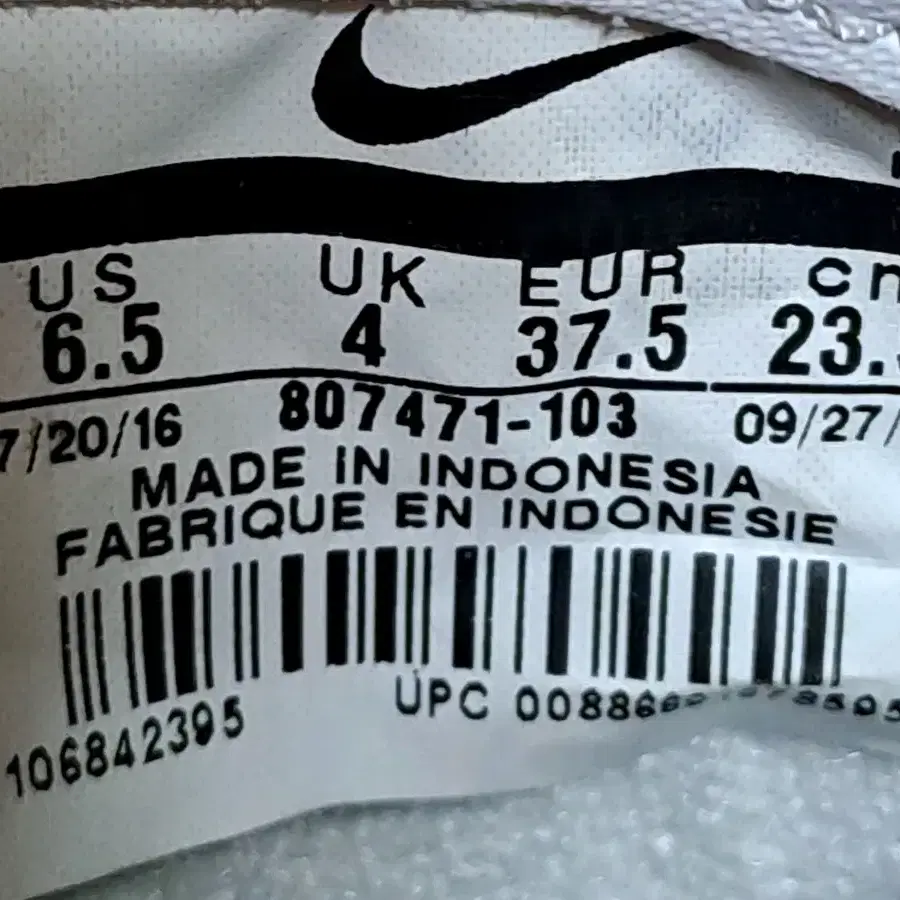 US UK EUR cm
6.5 4 37.5 23.
7/20/16 807471-103 09/27/
MADE IN INDONESIA
FABRIQUE EN INDONESIE
106842395 UPC